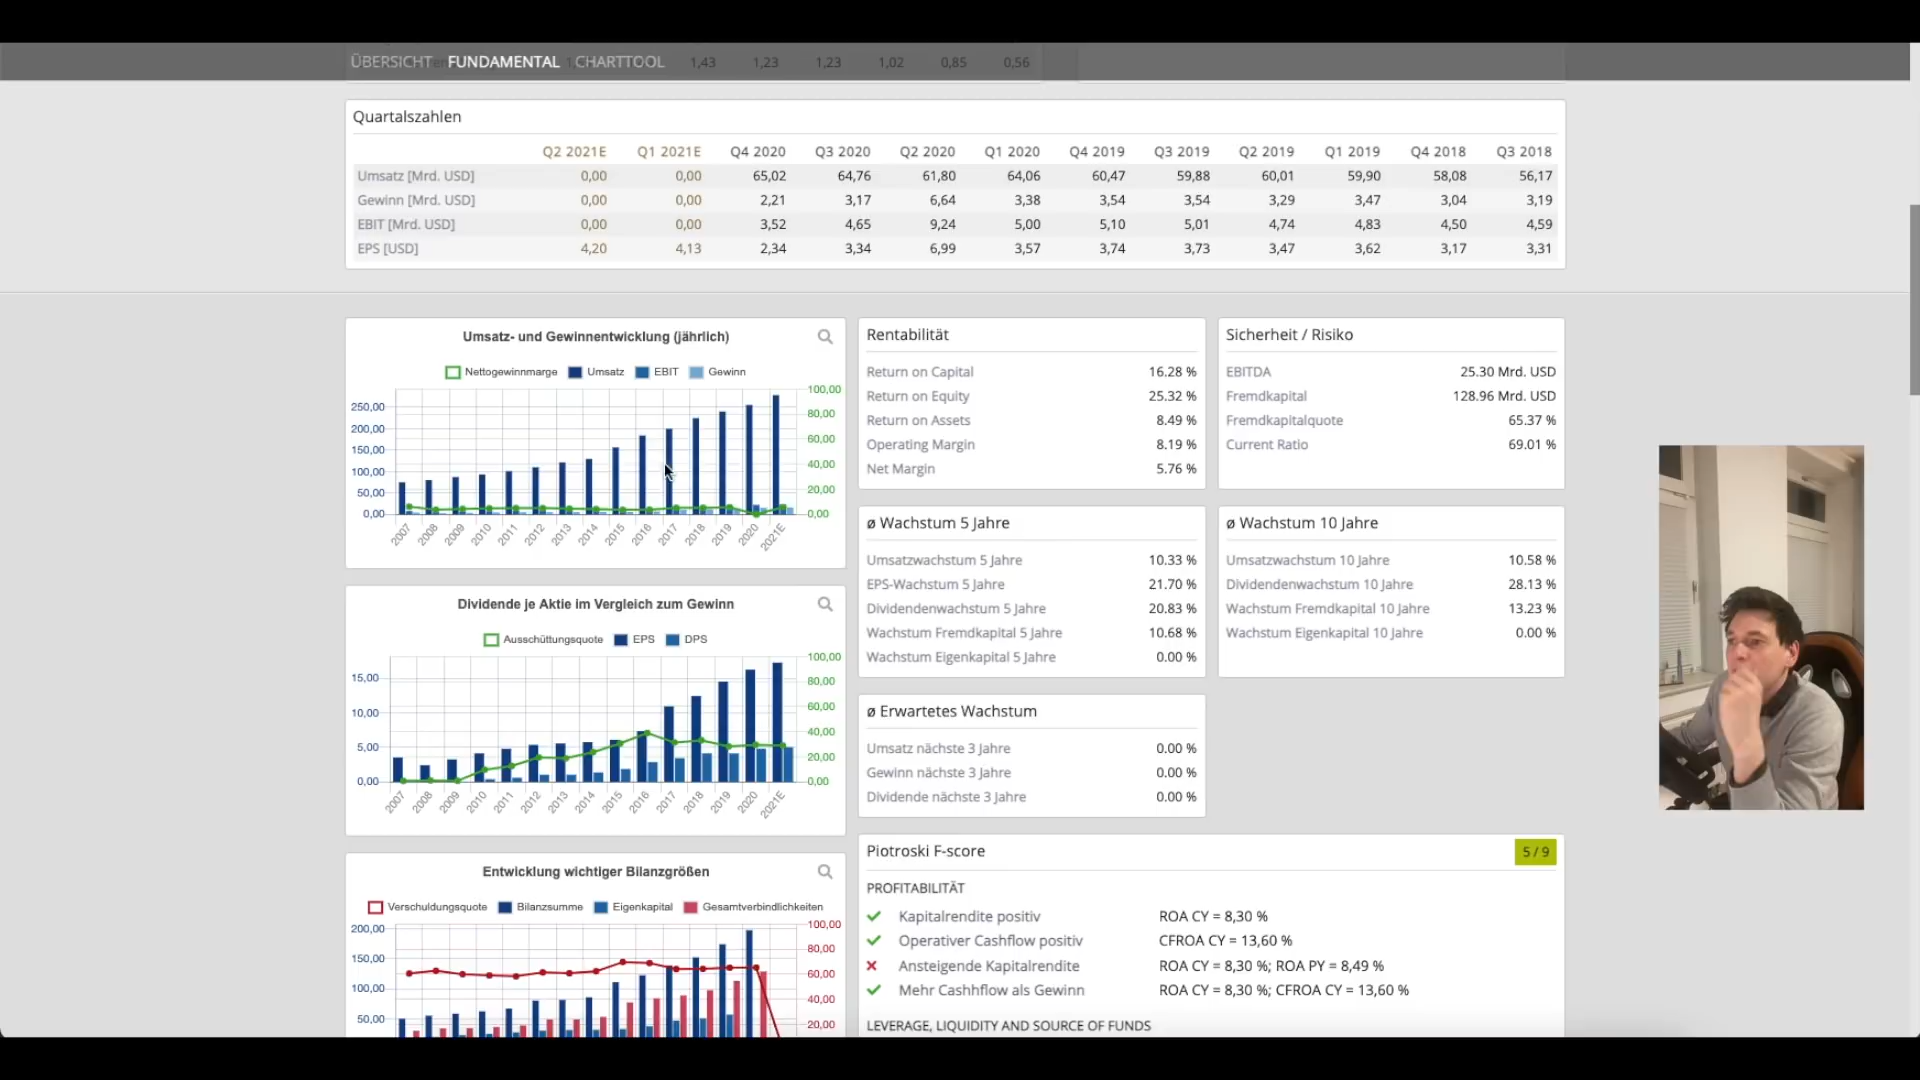 ÜBERSICHT FUNDAMENTAL CHARTTOOL 1,43 1,23 1,23 1,02 0,85 0,56
Quartalszahlen
Q2 2021E Q1 2021E Q4 2020 Q3 2020 Q2 2020 Q1 2020 Q4 2019 Q3 2019 Q2 2019 Q1 2019 Q4 2018 Q3 2018
Umsatz [Mrd. USD] 0,00 0,00 65,02 64,76 61,80 64,06 60,47 59,88 60,01 59,90 58,08 56,17
Gewinn [Mrd. USD] 0,00 0,00 2,21 3,17 6,64 3,38 3,54 3,54 3,29 3,47 3,04 3,19
EBIT [Mrd. USD] 0,00 0,00 3,52 4,65 9,24 5,00 5,10 5,01 4,74 4,83 4,50 4,59
EPS [USD] 4,20 4,13 2,34 3,34 6,99 3,57 3,74 3,73 3,47 3,62 3,17 3,31
Umsatz- und Gewinnentwicklung (jährlich)
Nettogewinnmarge Umsatz EBIT Gewinn
100,00
250,00 80,00
200,00 60,00
150,00
100,00 40,00
50,00 20,00
0,00 0,00
2007 2008 2009 2010 2011 2012 2013 2014 2015 2016 2017 2018 2019 2020 2021E
Dividende je Aktie im Vergleich zum Gewinn
Ausschüttungsquote EPS DPS
100,00
15,00 80,00
10,00 60,00
5,00 40,00
20,00
0,00 0,00
2007 2008 2009 2010 2011 2012 2013 2014 2015 2016 2017 2018 2019 2020 2021E
Entwicklung wichtiger Bilanzgrößen
Verschuldungsquote Bilanzsumme Eigenkapital Gesamtverbindlichkeiten
200,00 100,00
150,00 80,00
60,00
100,00 40,00
50,00 20,00
Rentabilität
Return on Capital 16.28 %
Return on Equity 25.32 %
Return on Assets 8.49 %
Operating Margin 8.19 %
Net Margin 5.76 %
Sicherheit / Risiko
EBITDA 25.30 Mrd. USD
Fremdkapital 128.96 Mrd. USD
Fremdkapitalquote 65.37 %
Current Ratio 69.01 %
ø Wachstum 5 Jahre
Umsatzwachstum 5 Jahre 10.33 %
EPS-Wachstum 5 Jahre 21.70 %
Dividendenwachstum 5 Jahre 20.83 %
Wachstum Fremdkapital 5 Jahre 10.68 %
Wachstum Eigenkapital 5 Jahre 0.00 %
ø Wachstum 10 Jahre
Umsatzwachstum 10 Jahre 10.58 %
Dividendenwachstum 10 Jahre 28.13 %
Wachstum Fremdkapital 10 Jahre 13.23 %
Wachstum Eigenkapital 10 Jahre 0.00 %
ø Erwartetes Wachstum
Umsatz nächste 3 Jahre 0.00 %
Gewinn nächste 3 Jahre 0.00 %
Dividende nächste 3 Jahre 0.00 %
Piotroski F-score 5 / 9
PROFITABILITÄT
Kapitalrendite positiv ROA CY = 8,30 %
Operativer Cashflow positiv CFROA CY = 13,60 %
Ansteigende Kapitalrendite ROA CY = 8,30 %; ROA PY = 8,49 %
Mehr Cashhflow als Gewinn ROA CY = 8,30 %; CFROA CY = 13,60 %
LEVERAGE, LIQUIDITY AND SOURCE OF FUNDS